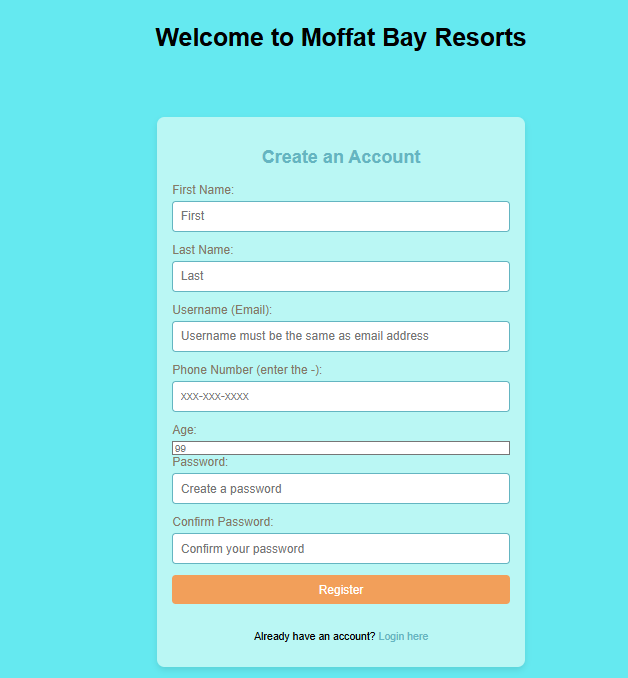 Welcome to Moffat Bay Resorts
Create an Account
First Name:
First
Last Name:
Last
Username (Email):
Username must be the same as email address
Phone Number (enter the -):
xxx-xxx-xxxx
Age:
99
Password:
Create a password
Confirm Password:
Confirm your password
Register
Already have an account? Login here